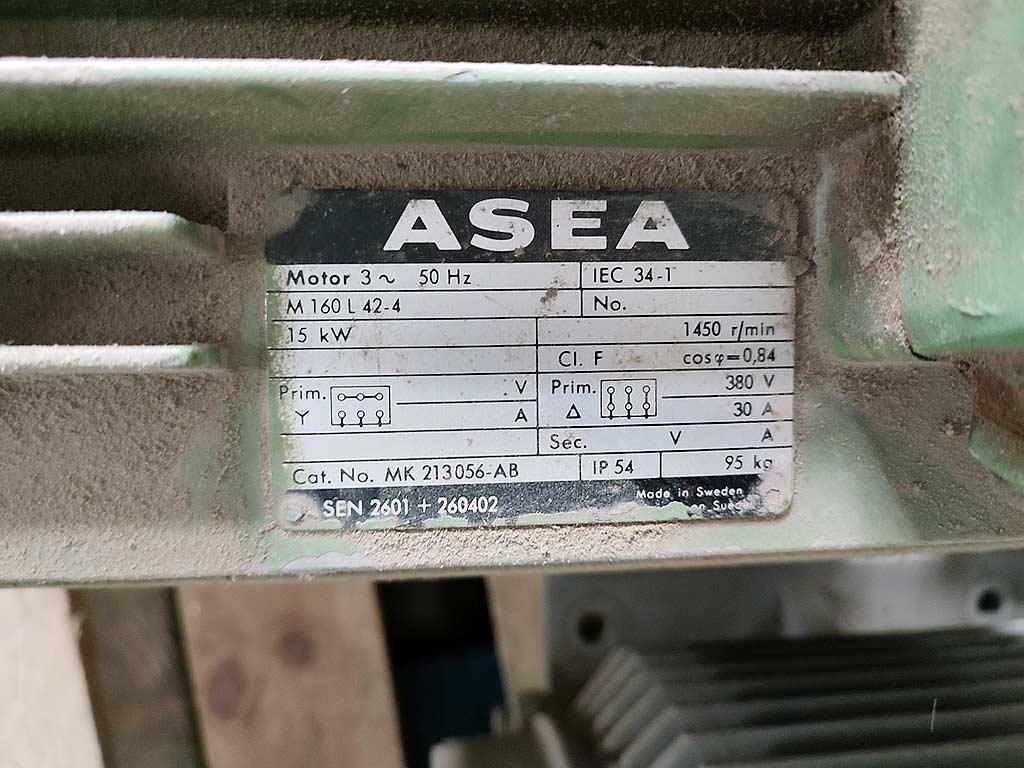 ASEA
Motor 3 ~ 50 Hz IEC 34-1
M 160 L 42-4 No.
15 kW 1450 r/min
Cl. F cosφ=0,84
Prim. V Prim. 380 V
Y A Δ 30 A
Sec. V A
Cat. No. MK 213056-AB IP 54 95 kg
SEN 2601 + 260402 Made in Sweden